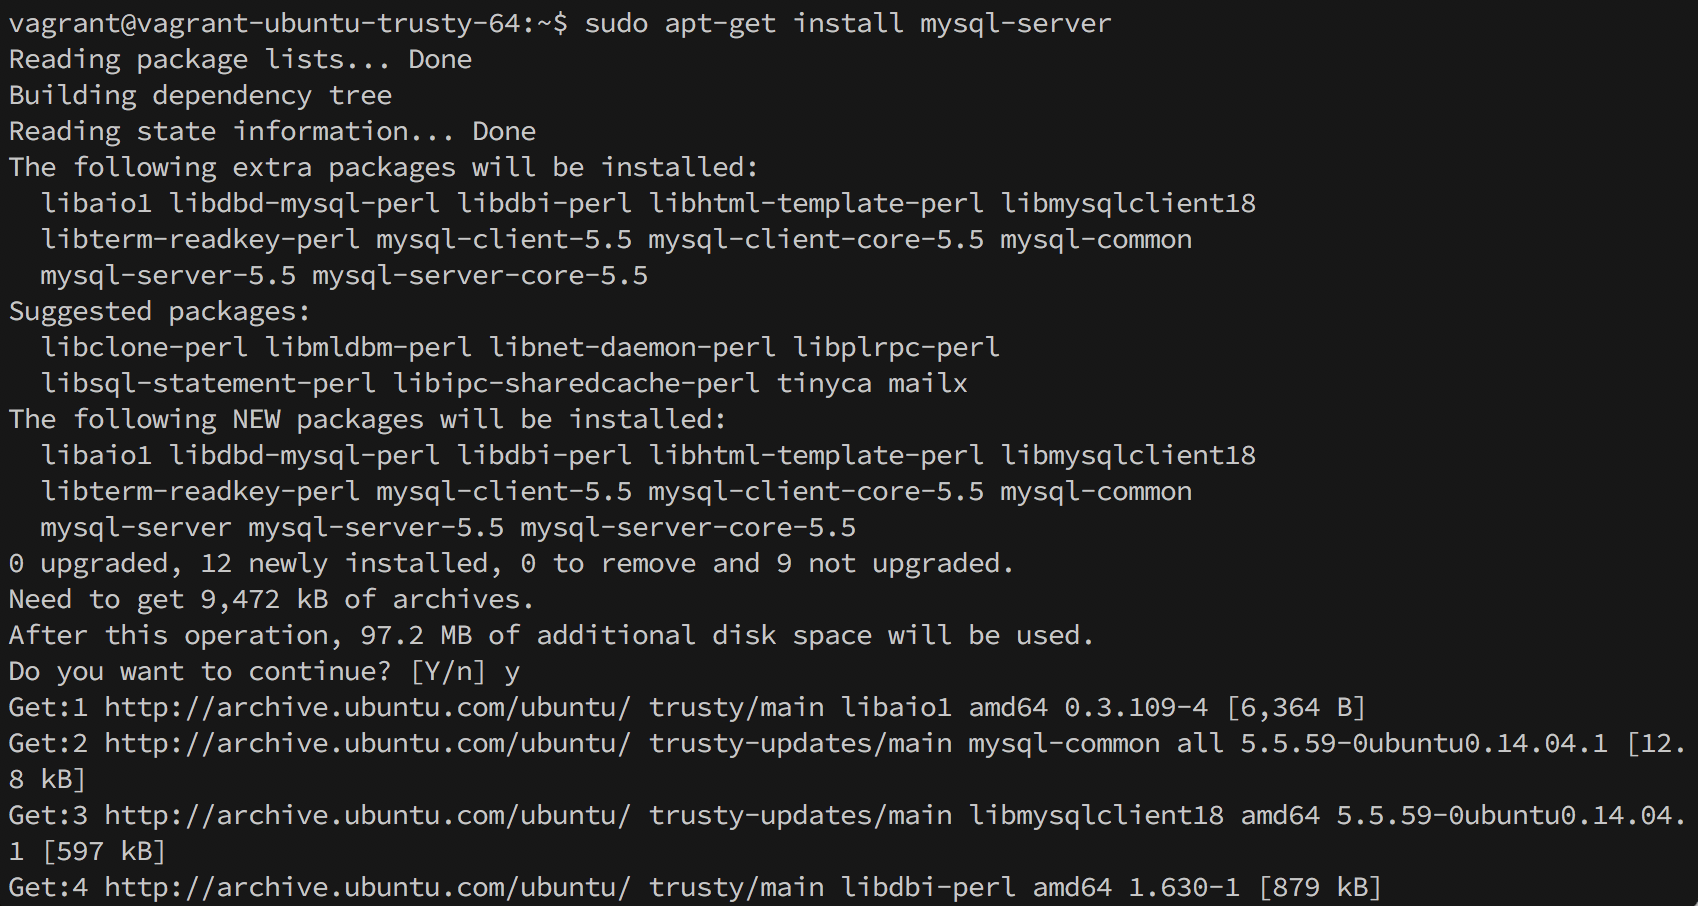 vagrant@vagrant-ubuntu-trusty-64:~$ sudo apt-get install mysql-server
Reading package lists... Done
Building dependency tree
Reading state information... Done
The following extra packages will be installed:
  libaio1 libdbd-mysql-perl libdbi-perl libhtml-template-perl libmysqlclient18
  libterm-readkey-perl mysql-client-5.5 mysql-client-core-5.5 mysql-common
  mysql-server-5.5 mysql-server-core-5.5
Suggested packages:
  libclone-perl libmldbm-perl libnet-daemon-perl libplrpc-perl
  libsql-statement-perl libipc-sharedcache-perl tinyca mailx
The following NEW packages will be installed:
  libaio1 libdbd-mysql-perl libdbi-perl libhtml-template-perl libmysqlclient18
  libterm-readkey-perl mysql-client-5.5 mysql-client-core-5.5 mysql-common
  mysql-server mysql-server-5.5 mysql-server-core-5.5
0 upgraded, 12 newly installed, 0 to remove and 9 not upgraded.
Need to get 9,472 kB of archives.
After this operation, 97.2 MB of additional disk space will be used.
Do you want to continue? [Y/n] y
Get:1 http://archive.ubuntu.com/ubuntu/ trusty/main libaio1 amd64 0.3.109-4 [6,364 B]
Get:2 http://archive.ubuntu.com/ubuntu/ trusty-updates/main mysql-common all 5.5.59-0ubuntu0.14.04.1 [12.
8 kB]
Get:3 http://archive.ubuntu.com/ubuntu/ trusty-updates/main libmysqlclient18 amd64 5.5.59-0ubuntu0.14.04.
1 [597 kB]
Get:4 http://archive.ubuntu.com/ubuntu/ trusty/main libdbi-perl amd64 1.630-1 [879 kB]